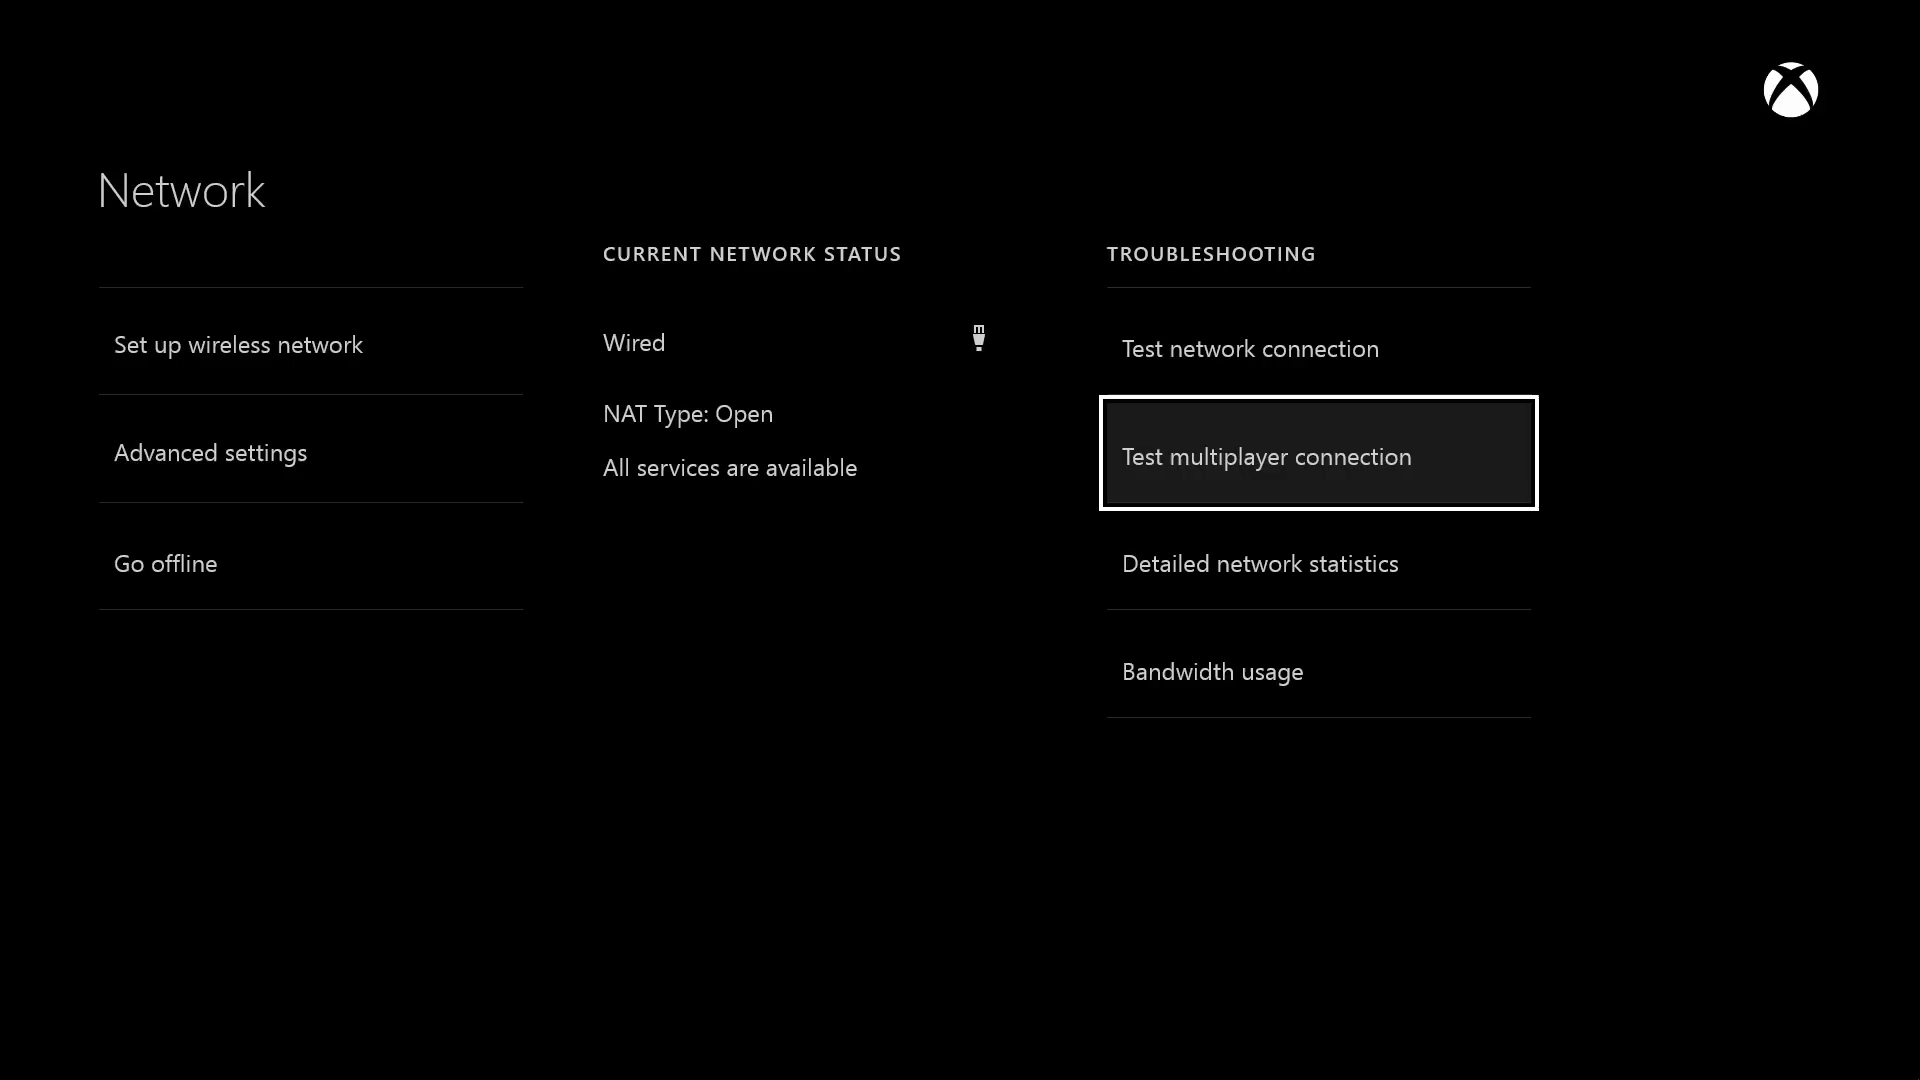 Network
Set up wireless network
Advanced settings
Go offline
CURRENT NETWORK STATUS
Wired
NAT Type: Open
All services are available
TROUBLESHOOTING
Test network connection
Test multiplayer connection
Detailed network statistics
Bandwidth usage